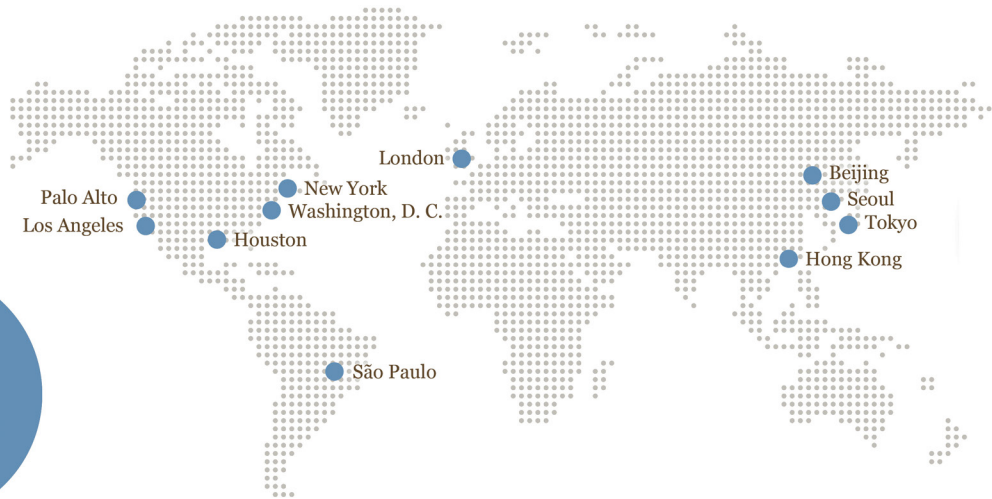 London
Beijing
New York
Palo Alto
Seoul
Washington, D. C.
Los Angeles
Tokyo
Houston
Hong Kong
São Paulo